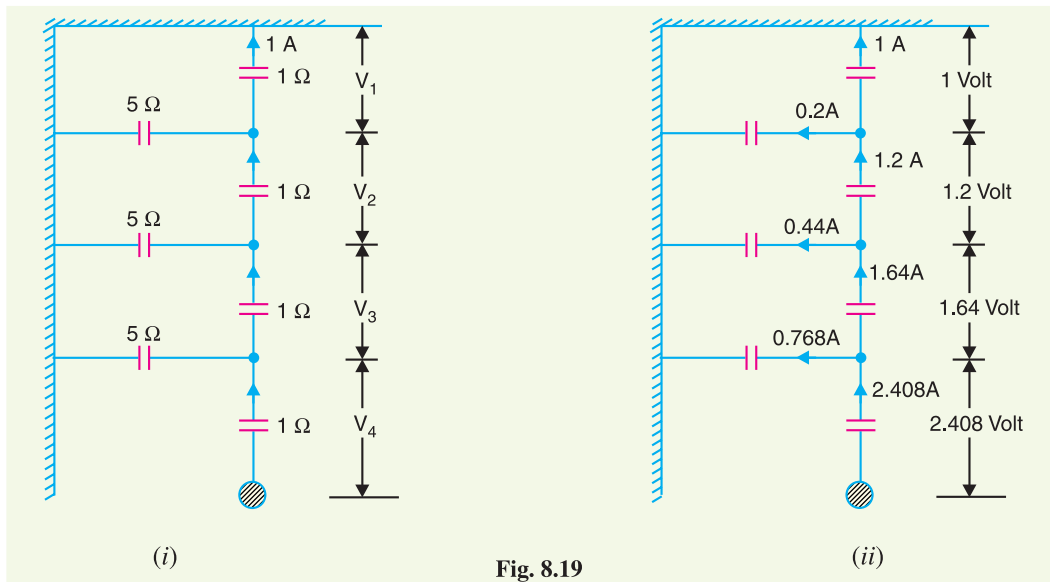 1 A
1 Ω
V1
5 Ω
1 Ω
V2
5 Ω
1 Ω
V3
5 Ω
1 Ω
V4
(i)
1 A
1 Volt
0.2A
1.2 A
1.2 Volt
0.44A
1.64A
1.64 Volt
0.768A
2.408A
2.408 Volt
(ii)
Fig. 8.19